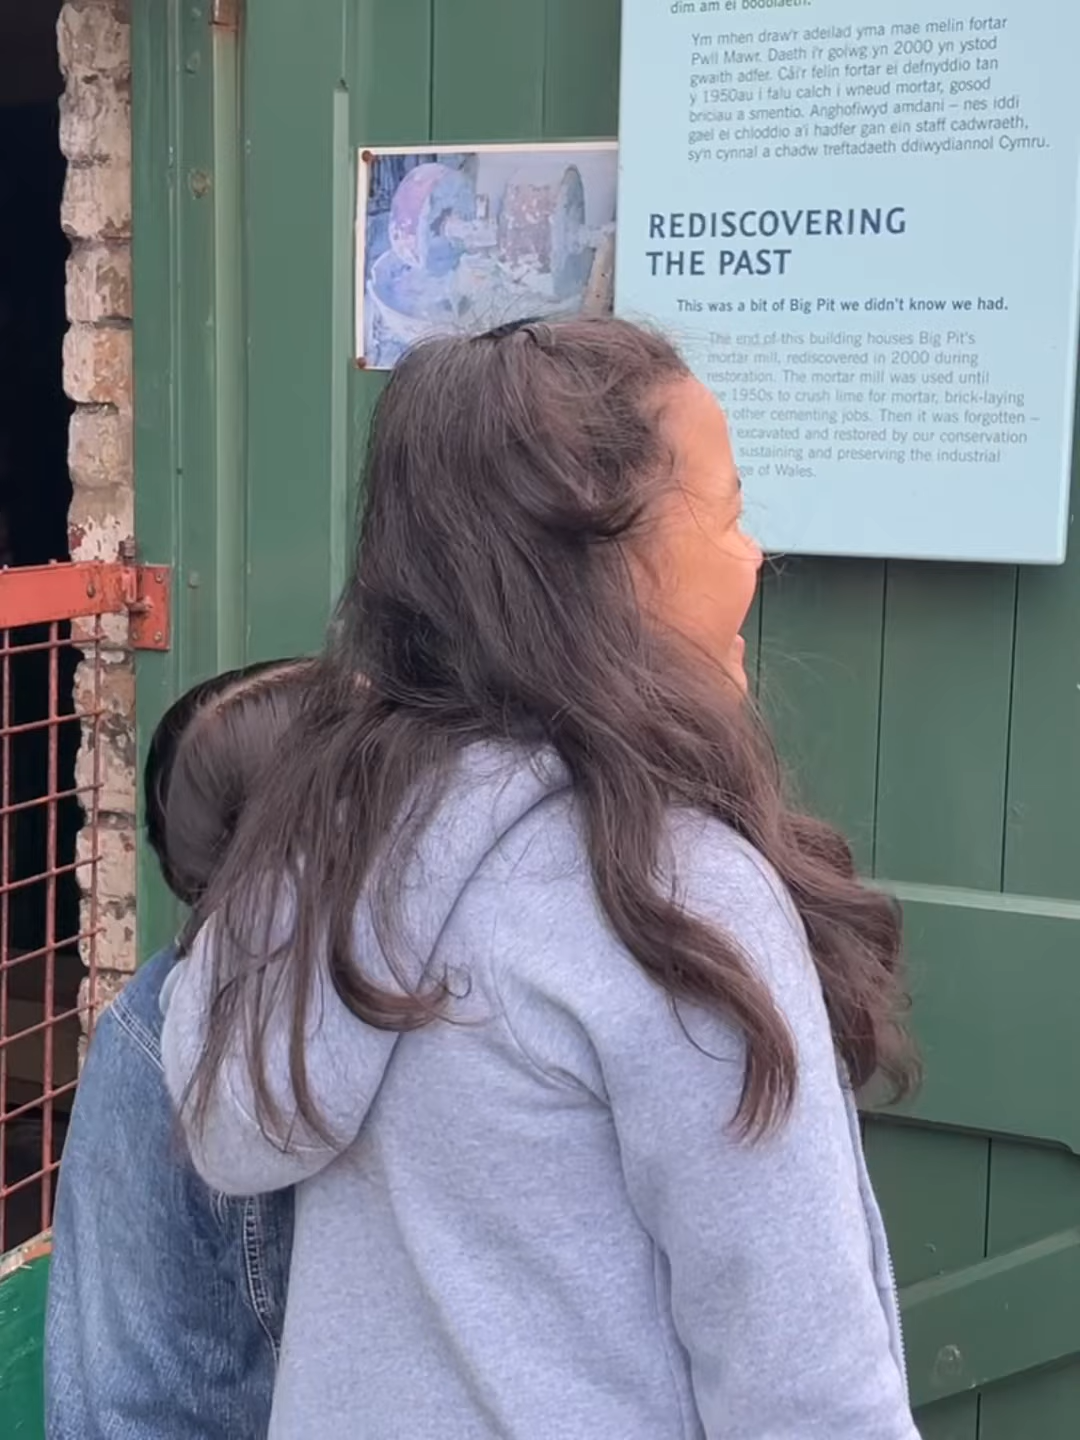 dim am ei bodolaeth.
Ym mhen draw'r adeilad yma mae melin fortar
Pwll Mawr. Daeth i'r golwg yn 2000 yn ystod
gwaith adfer. Câi'r felin fortar ei defnyddio tan
y 1950au i falu calch i wneud mortar, gosod
briciau a smentio. Anghofiwyd amdani – nes iddi
gael ei chloddio a'i hadfer gan ein staff cadwraeth,
sy'n cynnal a chadw treftadaeth ddiwydiannol Cymru.
REDISCOVERING
THE PAST
This was a bit of Big Pit we didn't know we had.
The end of this building houses Big Pit's
mortar mill, rediscovered in 2000 during
restoration. The mortar mill was used until
1950s to crush lime for mortar, brick-laying
other cementing jobs. Then it was forgotten –
excavated and restored by our conservation
sustaining and preserving the industrial
of Wales.